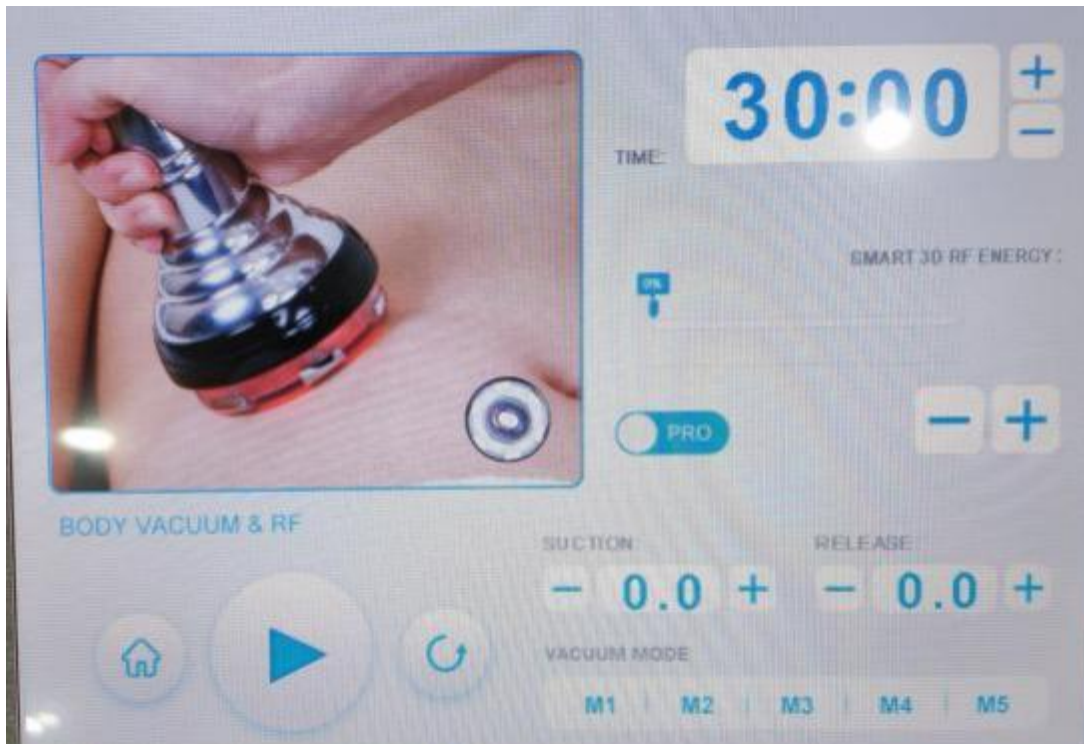 30:00
TIME:
SMART 3D RF ENERGY:
0%
PRO
BODY VACUUM & RF
SUCTION
RELEASE
0.0
0.0
VACUUM MODE
M1 M2 M3 M4 M5